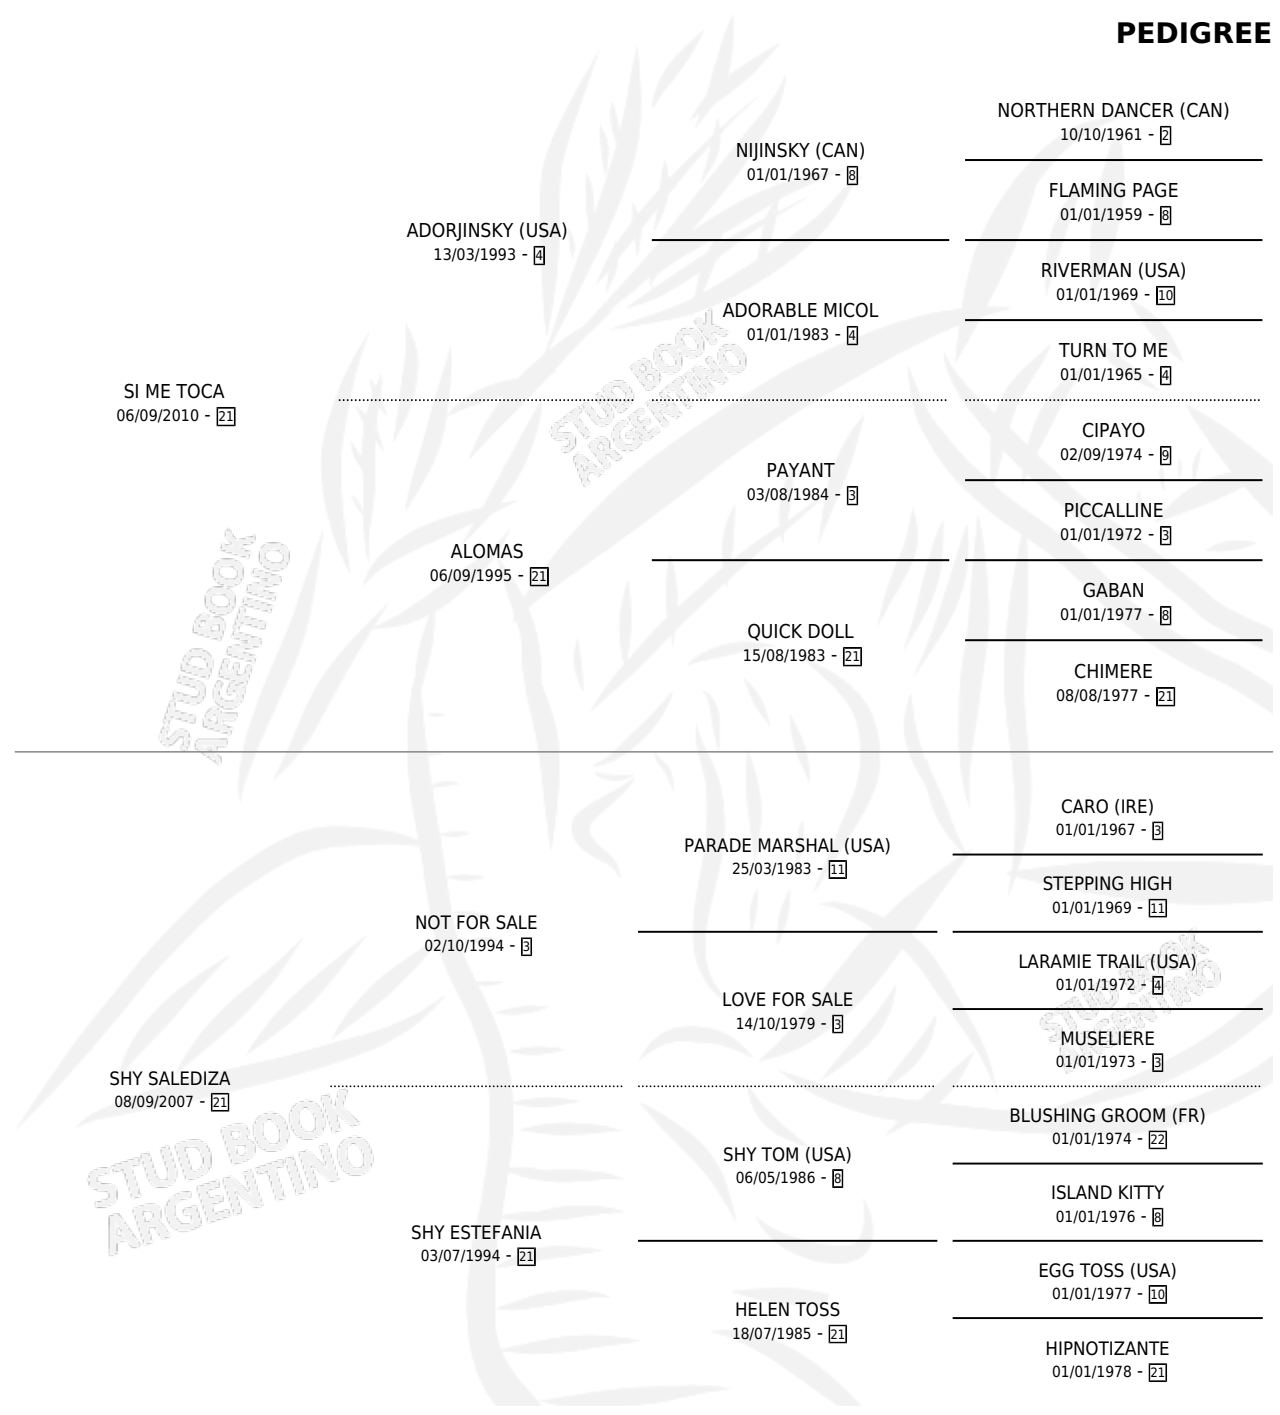 PEDIGREE
NORTHERN DANCER (CAN)
10/10/1961 - 2
NIJINSKY (CAN)
01/01/1967 - 8
FLAMING PAGE
01/01/1959 - 8
ADORJINSKY (USA)
13/03/1993 - 4
RIVERMAN (USA)
01/01/1969 - 10
ADORABLE MICOL
01/01/1983 - 4
TURN TO ME
01/01/1965 - 4
SI ME TOCA
06/09/2010 - 21
CIPAYO
02/09/1974 - 9
PAYANT
03/08/1984 - 3
PICCALLINE
01/01/1972 - 3
ALOMAS
06/09/1995 - 21
GABAN
01/01/1977 - 8
QUICK DOLL
15/08/1983 - 21
CHIMERE
08/08/1977 - 21
CARO (IRE)
01/01/1967 - 3
PARADE MARSHAL (USA)
25/03/1983 - 11
STEPPING HIGH
01/01/1969 - 11
NOT FOR SALE
02/10/1994 - 3
LARAMIE TRAIL (USA)
01/01/1972 - 4
LOVE FOR SALE
14/10/1979 - 3
MUSELIERE
01/01/1973 - 3
SHY SALEDIZA
08/09/2007 - 21
BLUSHING GROOM (FR)
01/01/1974 - 22
SHY TOM (USA)
06/05/1986 - 8
ISLAND KITTY
01/01/1976 - 8
SHY ESTEFANIA
03/07/1994 - 21
EGG TOSS (USA)
01/01/1977 - 10
HELEN TOSS
18/07/1985 - 21
HIPNOTIZANTE
01/01/1978 - 21
STUD BOOK
ARGENTINO
STUD BOOK
ARGENTINO
STUD BOOK
ARGENTINO
STUD BOOK
ARGENTINO